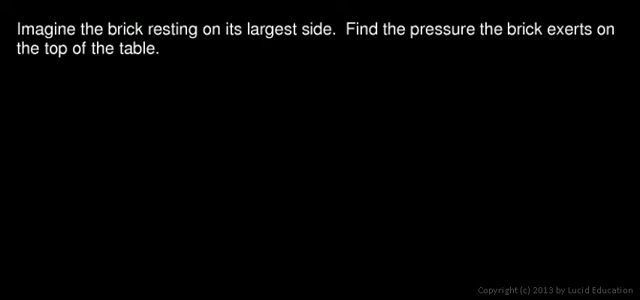 Imagine the brick resting on its largest side.  Find the pressure the brick exerts on
the top of the table.
Copyright (c) 2013 by Lucid Education